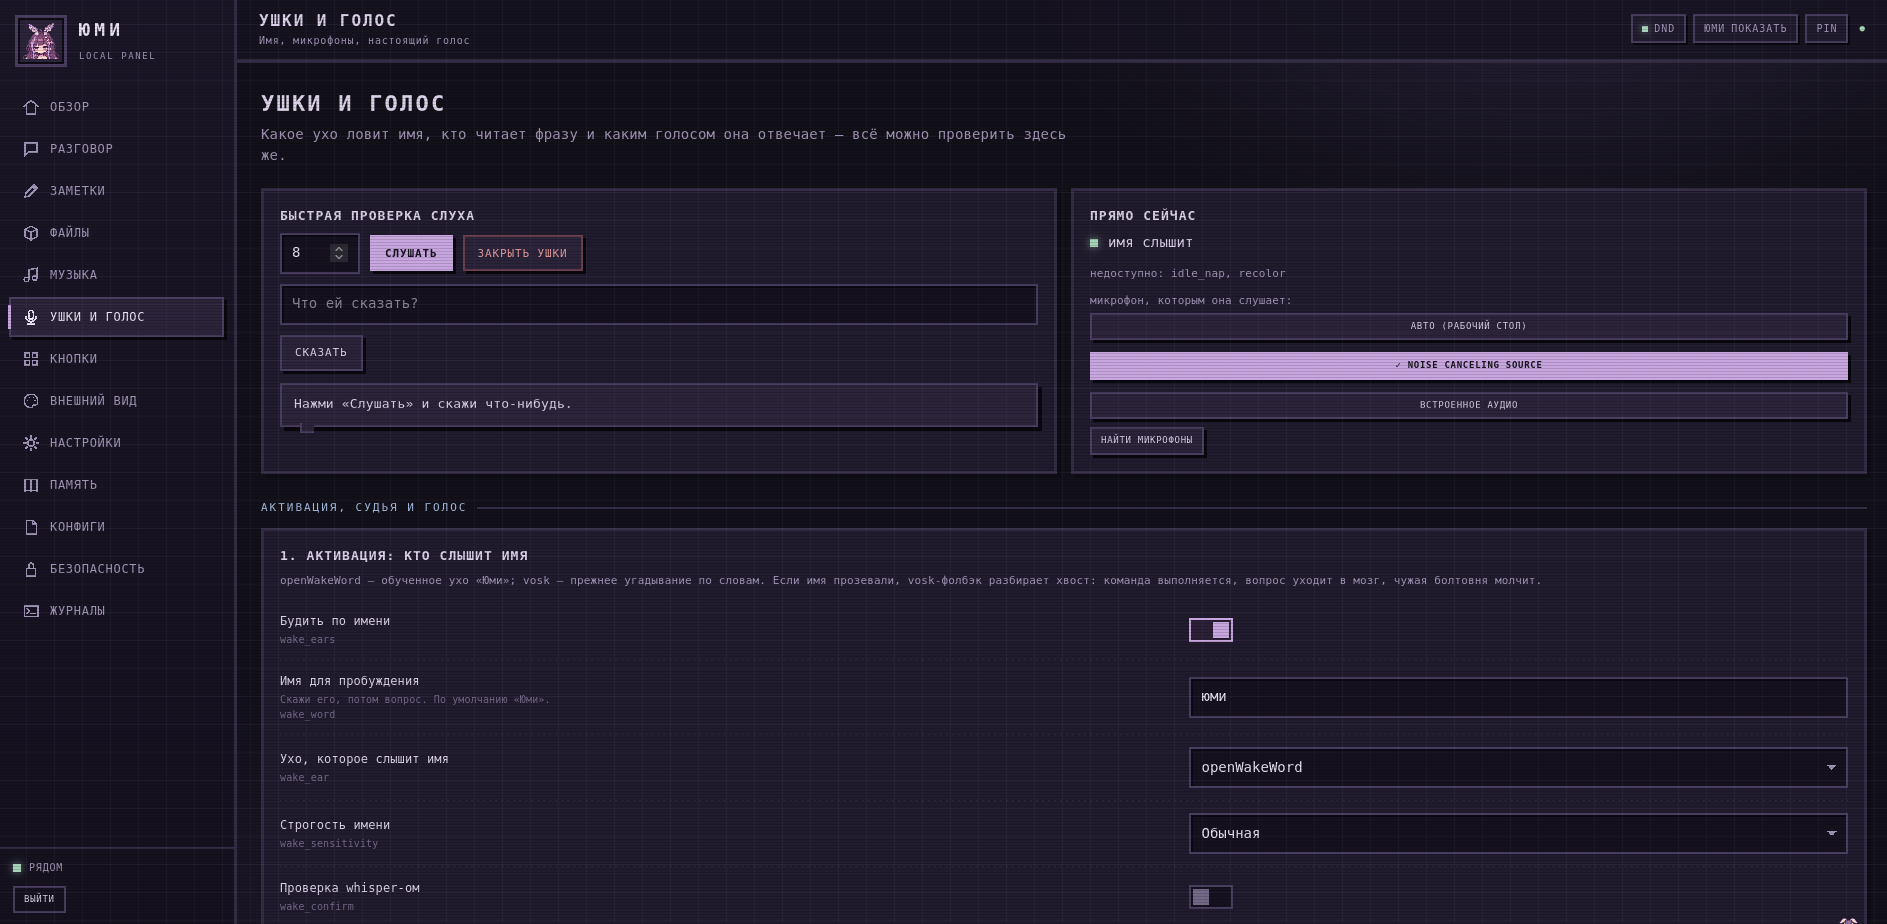 ЮМИ
LOCAL PANEL
ОБЗОР
РАЗГОВОР
ЗАМЕТКИ
ФАЙЛЫ
МУЗЫКА
УШКИ И ГОЛОС
КНОПКИ
ВНЕШНИЙ ВИД
НАСТРОЙКИ
ПАМЯТЬ
КОНФИГИ
БЕЗОПАСНОСТЬ
ЖУРНАЛЫ
РЯДОМ
ВЫЙТИ
УШКИ И ГОЛОС
Имя, микрофоны, настоящий голос
DND
ЮМИ ПОКАЗАТЬ
PIN
УШКИ И ГОЛОС
Какое ухо ловит имя, кто читает фразу и каким голосом она отвечает — всё можно проверить здесь
же.
БЫСТРАЯ ПРОВЕРКА СЛУХА
8
СЛУШАТЬ
ЗАКРЫТЬ УШКИ
Что ей сказать?
СКАЗАТЬ
Нажми «Слушать» и скажи что-нибудь.
ПРЯМО СЕЙЧАС
ИМЯ СЛЫШИТ
недоступно: idle_nap, recolor
микрофон, которым она слушает:
АВТО (РАБОЧИЙ СТОЛ)
✓ NOISE CANCELING SOURCE
ВСТРОЕННОЕ АУДИО
НАЙТИ МИКРОФОНЫ
АКТИВАЦИЯ, СУДЬЯ И ГОЛОС
1. АКТИВАЦИЯ: КТО СЛЫШИТ ИМЯ
openWakeWord — обученное ухо «Юми»; vosk — прежнее угадывание по словам. Если имя прозевали, vosk-фолбэк разбирает хвост: команда выполняется, вопрос уходит в мозг, чужая болтовня молчит.
Будить по имени
wake_ears
Имя для пробуждения
Скажи его, потом вопрос. По умолчанию «Юми».
wake_word
юми
Ухо, которое слышит имя
wake_ear
openWakeWord
Строгость имени
wake_sensitivity
Обычная
Проверка whisper-ом
wake_confirm